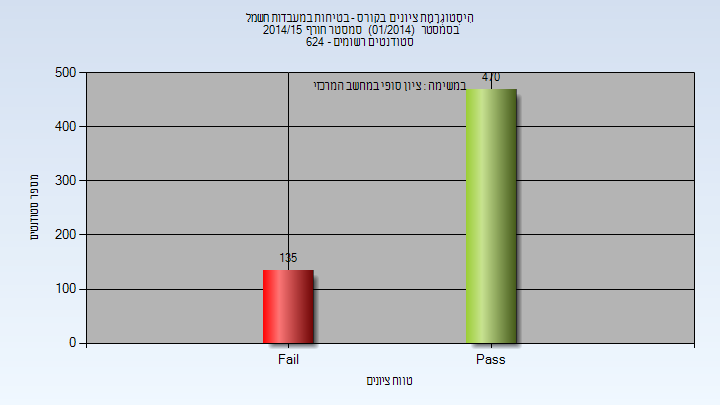 היסטוגרמת ציונים בקורס - בטיחות במעבדות חשמל
בסמסטר (01/2014) סמסטר חורף 2014/15
סטודנטים רשומים - 624
במשימה : ציון סופי במחשב המרכזי
500
400
300
200
100
0
מספר סטודנטים
135
470
Fail
Pass
טווח ציונים